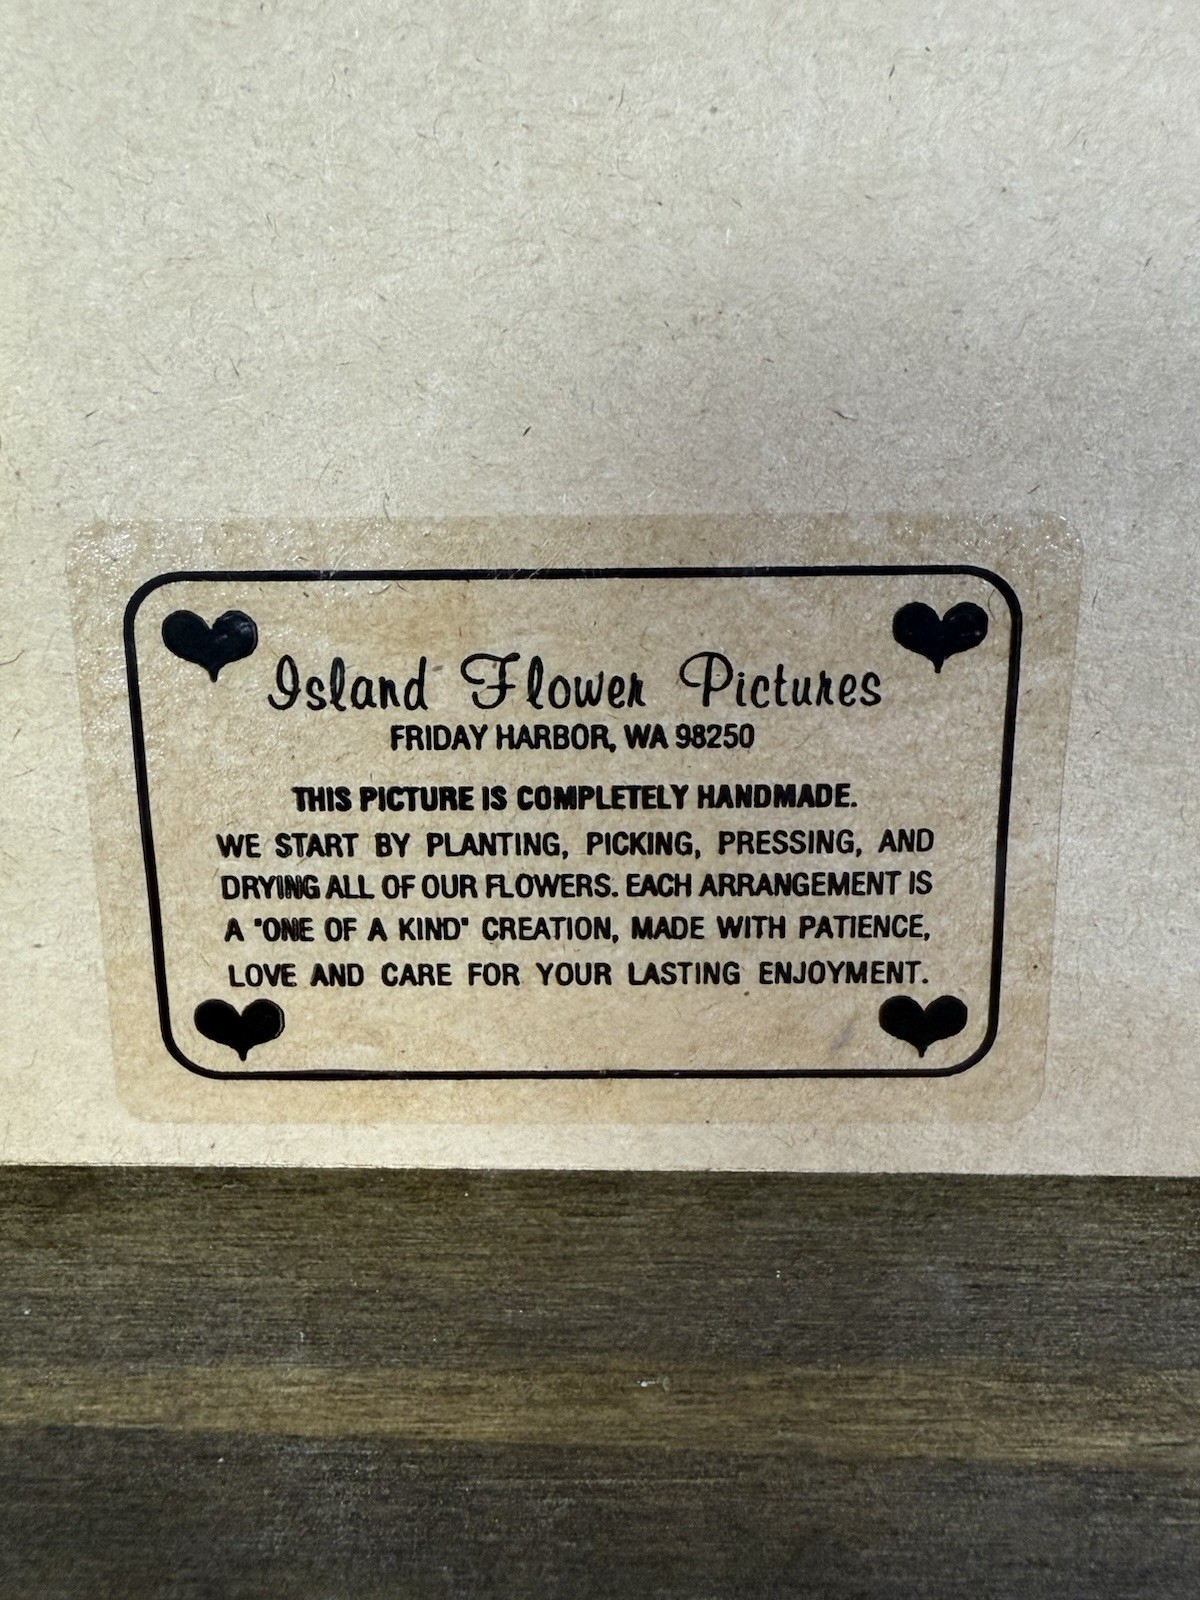 Island Flower Pictures
FRIDAY HARBOR, WA 98250
THIS PICTURE IS COMPLETELY HANDMADE.
WE START BY PLANTING, PICKING, PRESSING, AND
DRYING ALL OF OUR FLOWERS. EACH ARRANGEMENT IS
A "ONE OF A KIND" CREATION, MADE WITH PATIENCE,
LOVE AND CARE FOR YOUR LASTING ENJOYMENT.